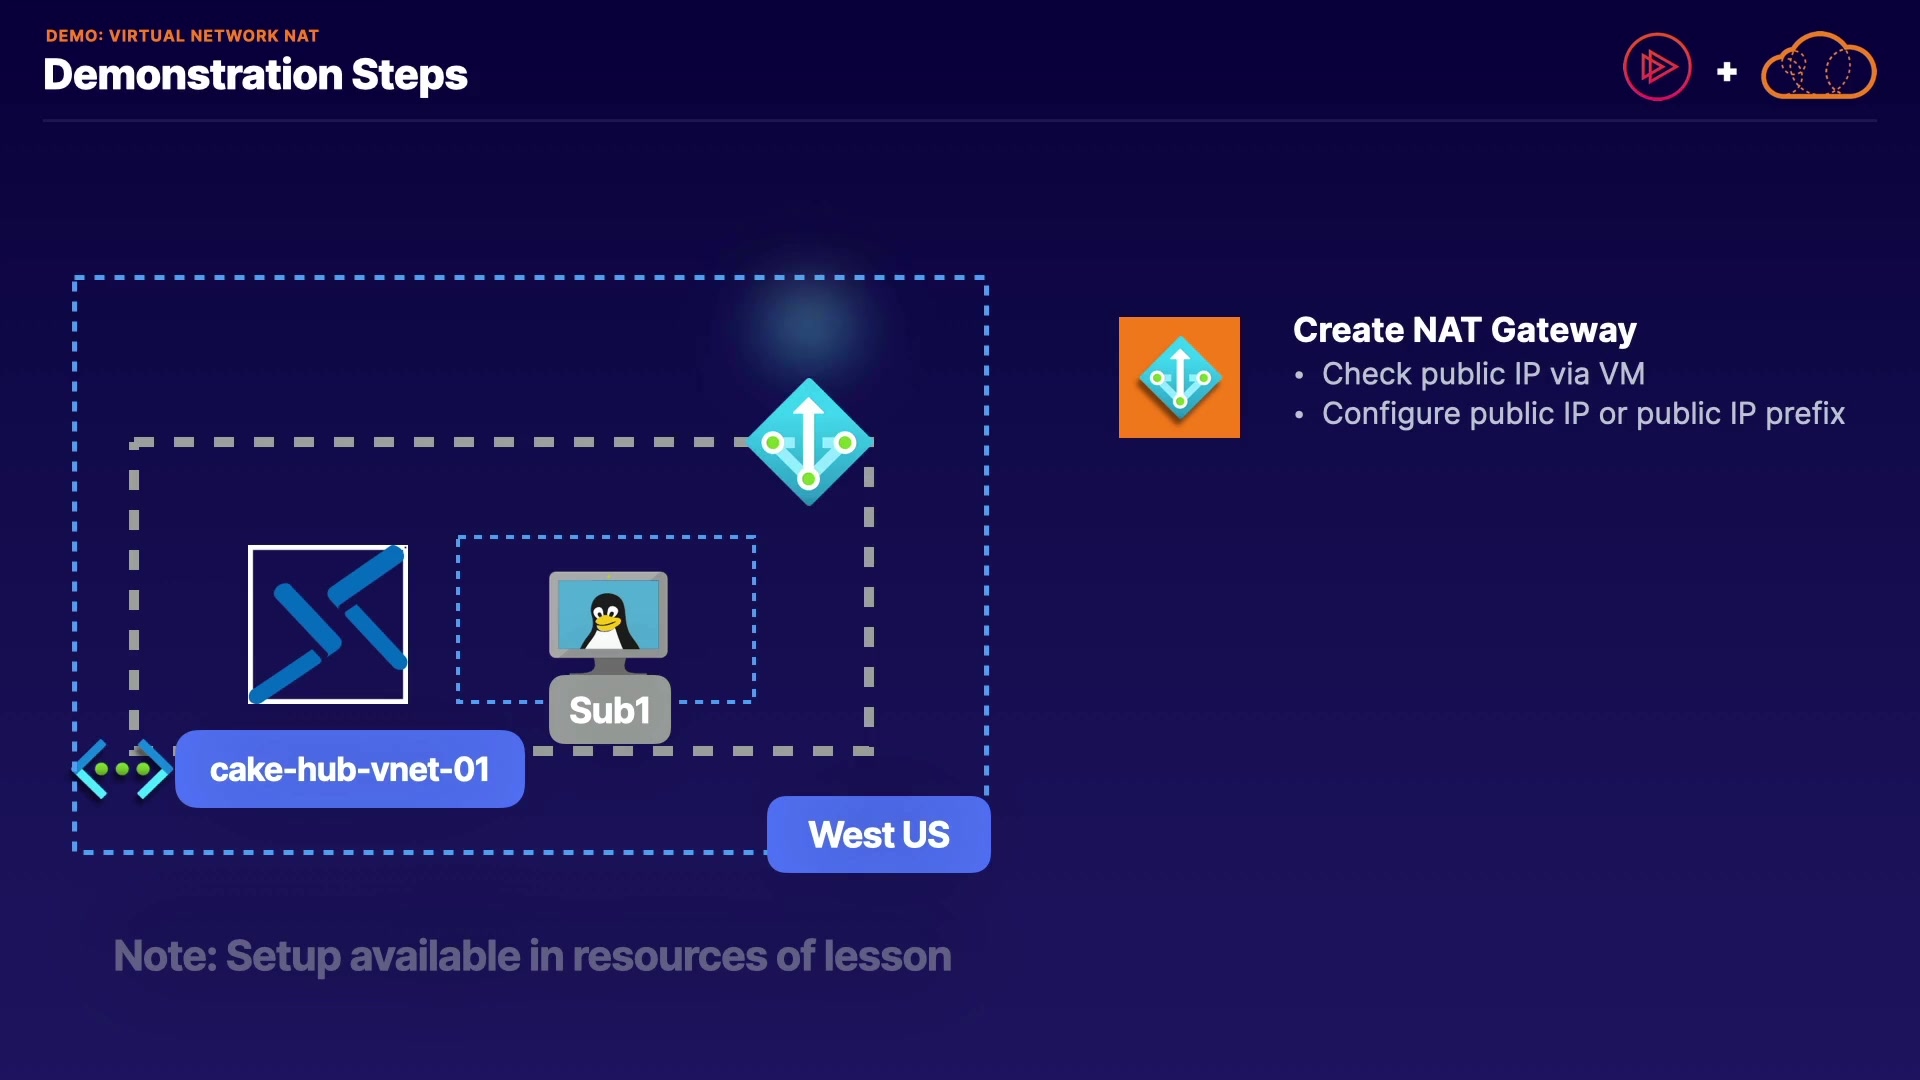 DEMO: VIRTUAL NETWORK NAT
Demonstration Steps
Create NAT Gateway
• Check public IP via VM
• Configure public IP or public IP prefix
Sub1
cake-hub-vnet-01
West US
Note: Setup available in resources of lesson